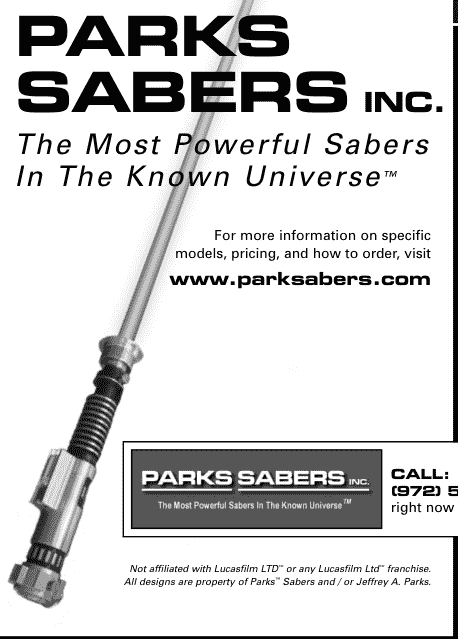 PARKS
SABERS INC.
The Most Powerful Sabers
In The Known Universe™
For more information on specific
models, pricing, and how to order, visit
www.parksabers.com
PARKS SABERS INC.
The Most Powerful Sabers In The Known Universe™
CALL:
(972) 5
right now
Not affiliated with Lucasfilm LTD™ or any Lucasfilm Ltd™ franchise.
All designs are property of Parks™ Sabers and / or Jeffrey A. Parks.